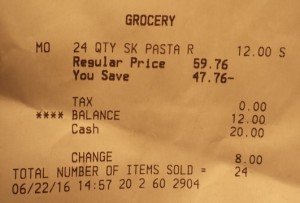 GROCERY
MO 24 QTY SK PASTA R 12.00 S
Regular Price 59.76
You Save 47.76-
TAX 0.00
**** BALANCE 12.00
Cash 20.00
CHANGE 8.00
TOTAL NUMBER OF ITEMS SOLD = 24
06/22/16 14:57 20 2 60 2904